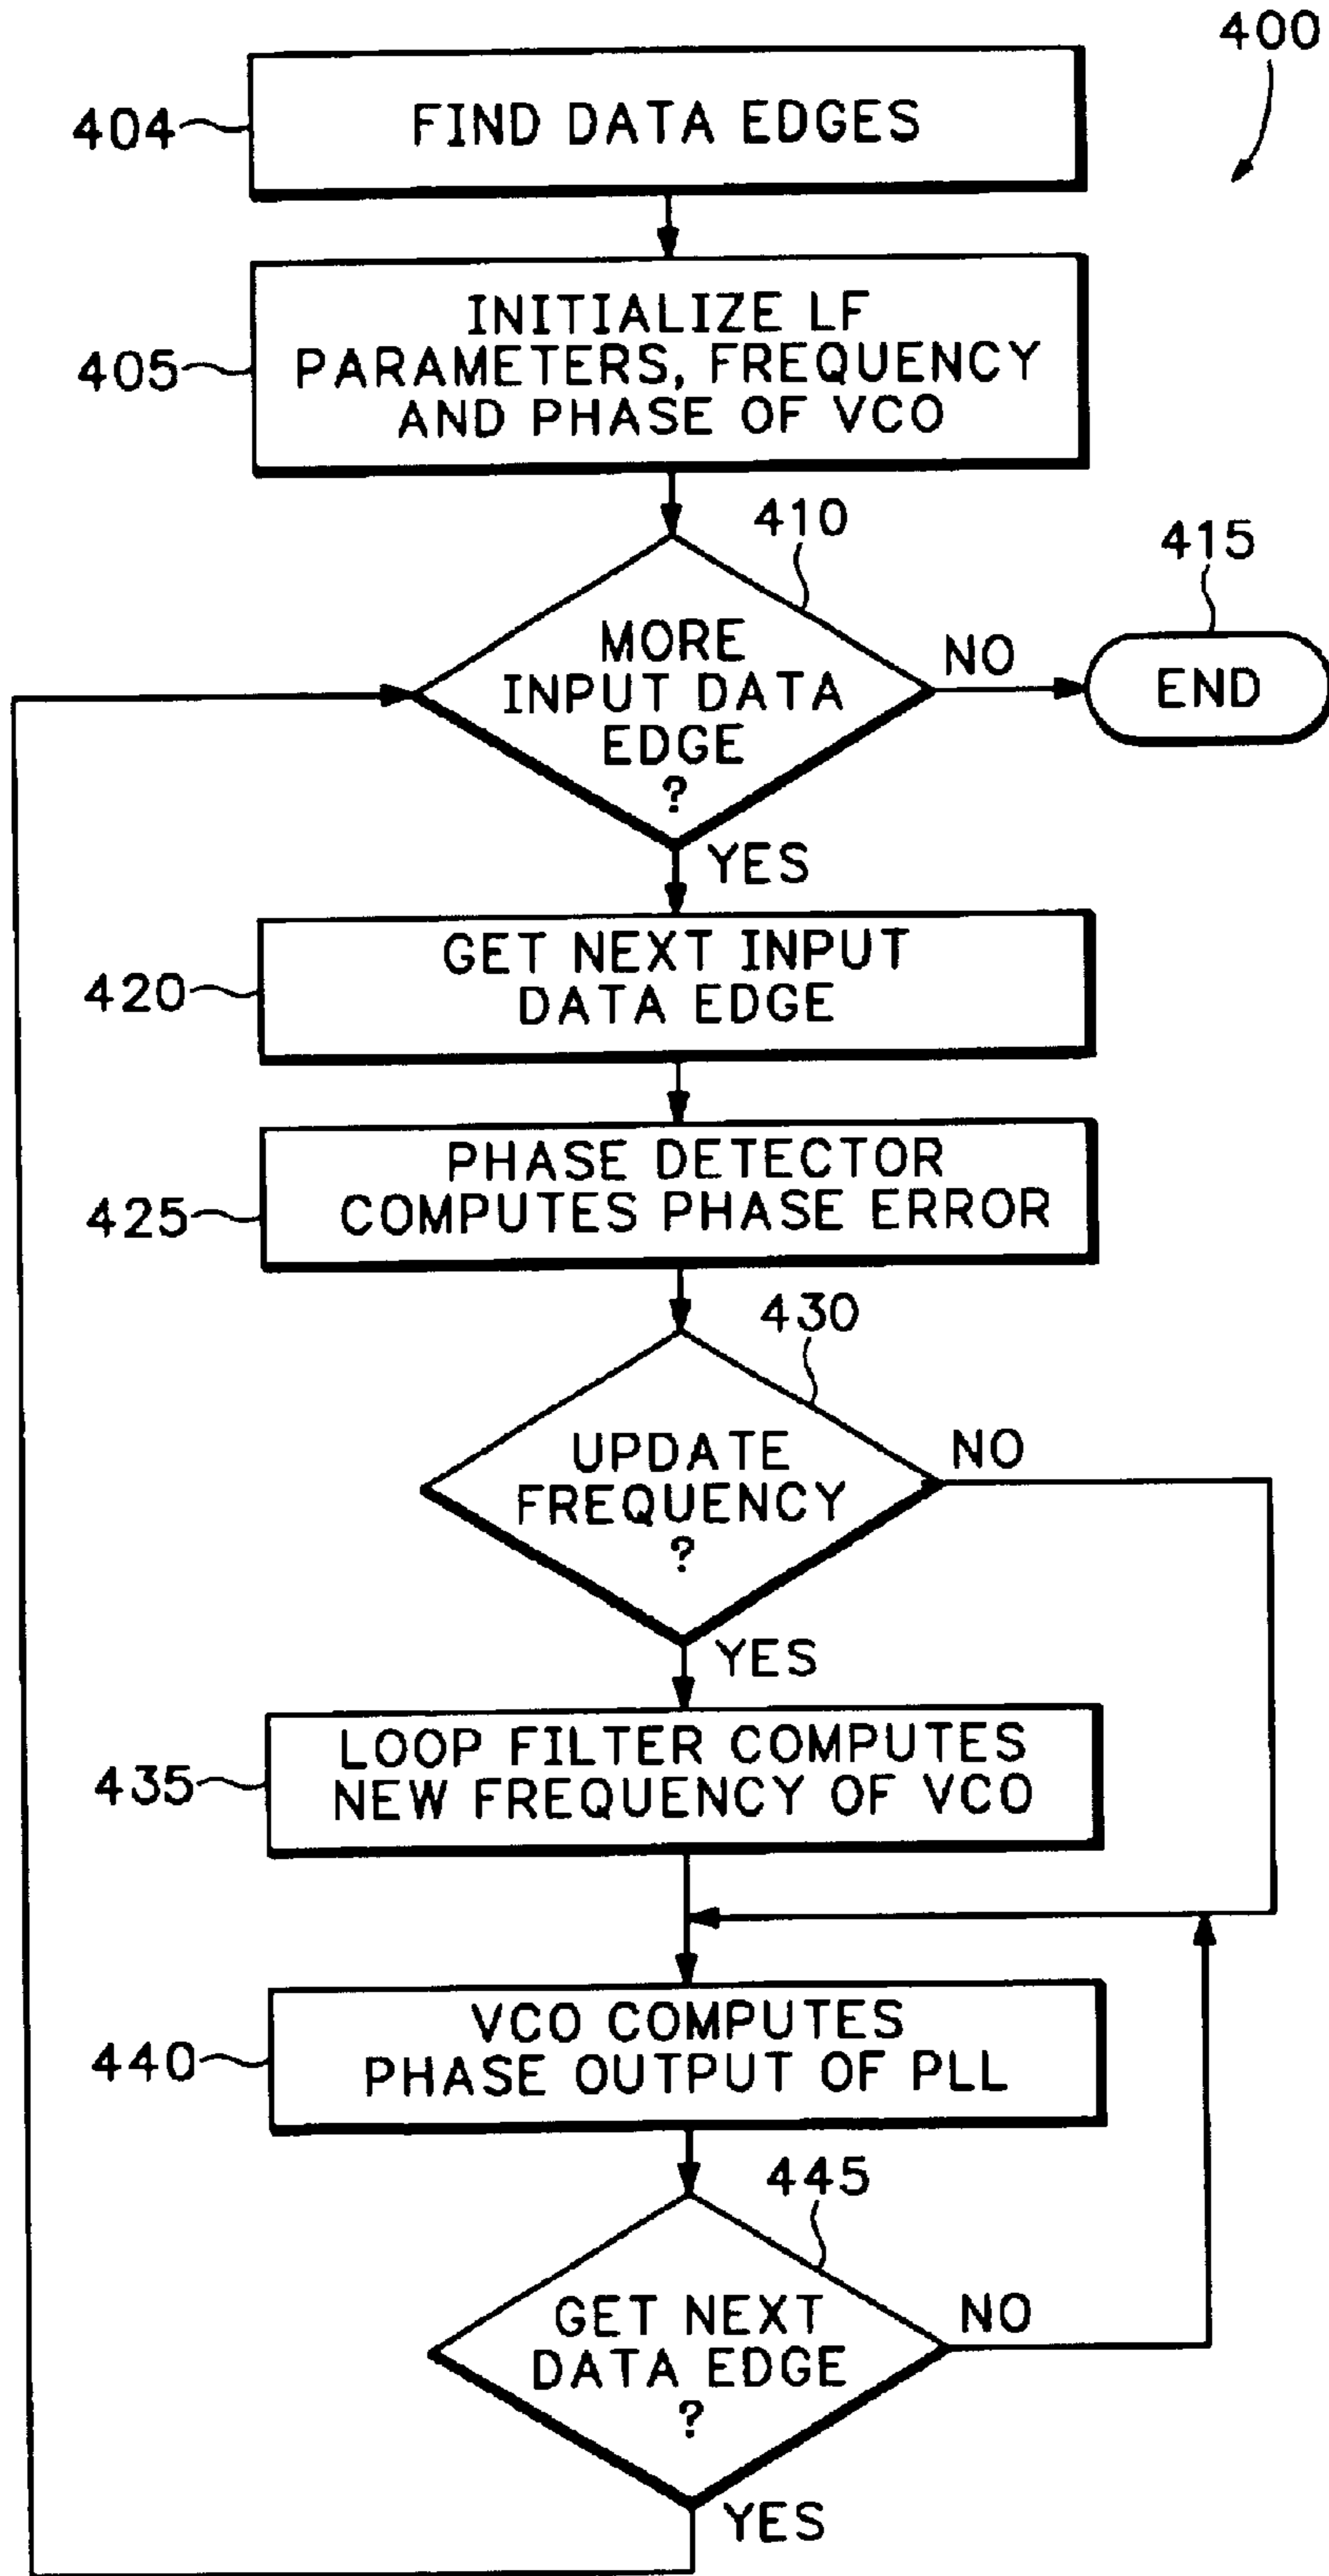 400
404
FIND DATA EDGES
405
INITIALIZE LF
PARAMETERS, FREQUENCY
AND PHASE OF VCO
410
415
MORE
INPUT DATA
EDGE
?
NO
END
YES
420
GET NEXT INPUT
DATA EDGE
425
PHASE DETECTOR
COMPUTES PHASE ERROR
430
UPDATE
FREQUENCY
?
NO
YES
435
LOOP FILTER COMPUTES
NEW FREQUENCY OF VCO
440
VCO COMPUTES
PHASE OUTPUT OF PLL
445
GET NEXT
DATA EDGE
?
NO
YES